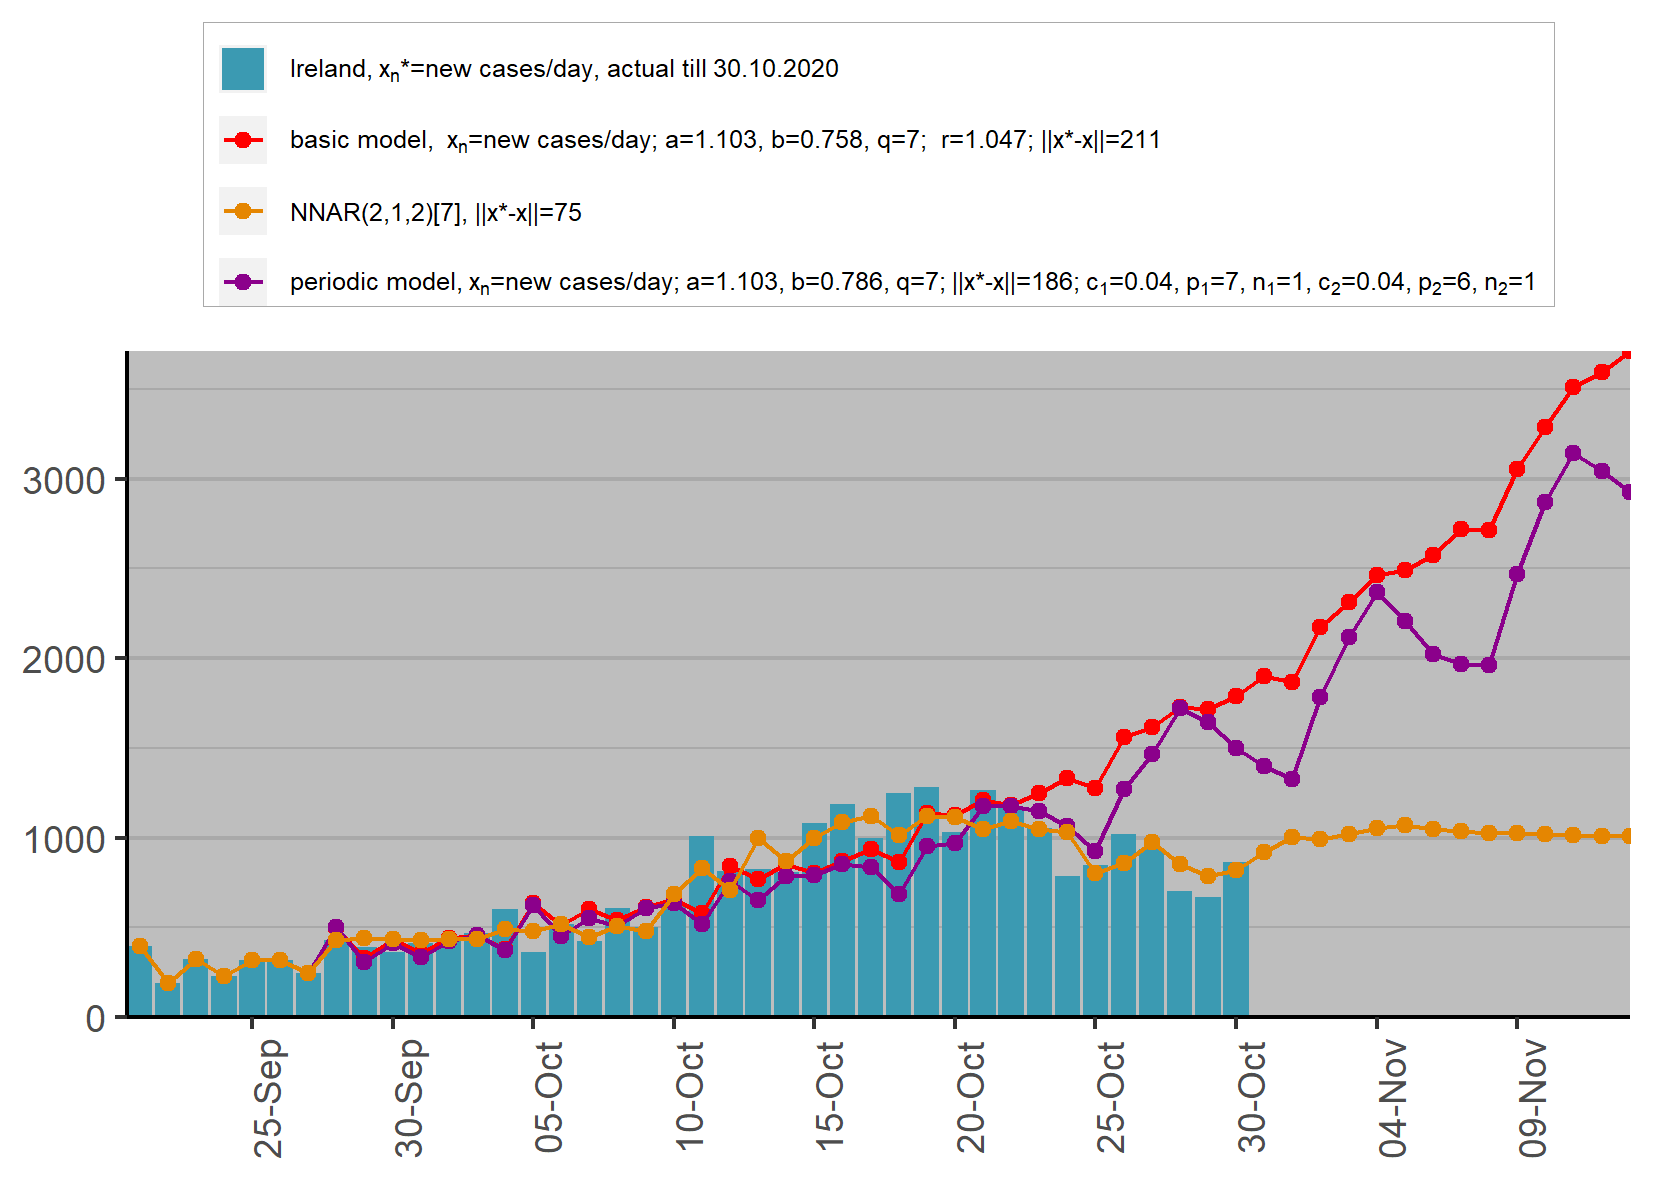 Ireland, xn*=new cases/day, actual till 30.10.2020
basic model,  xn=new cases/day; a=1.103, b=0.758, q=7;  r=1.047; ||x*-x||=211
NNAR(2,1,2)[7], ||x*-x||=75
periodic model, xn=new cases/day; a=1.103, b=0.786, q=7; ||x*-x||=186; c1=0.04, p1=7, n1=1, c2=0.04, p2=6, n2=1
3000
2000
1000
0
25-Sep
30-Sep
05-Oct
10-Oct
15-Oct
20-Oct
25-Oct
30-Oct
04-Nov
09-Nov